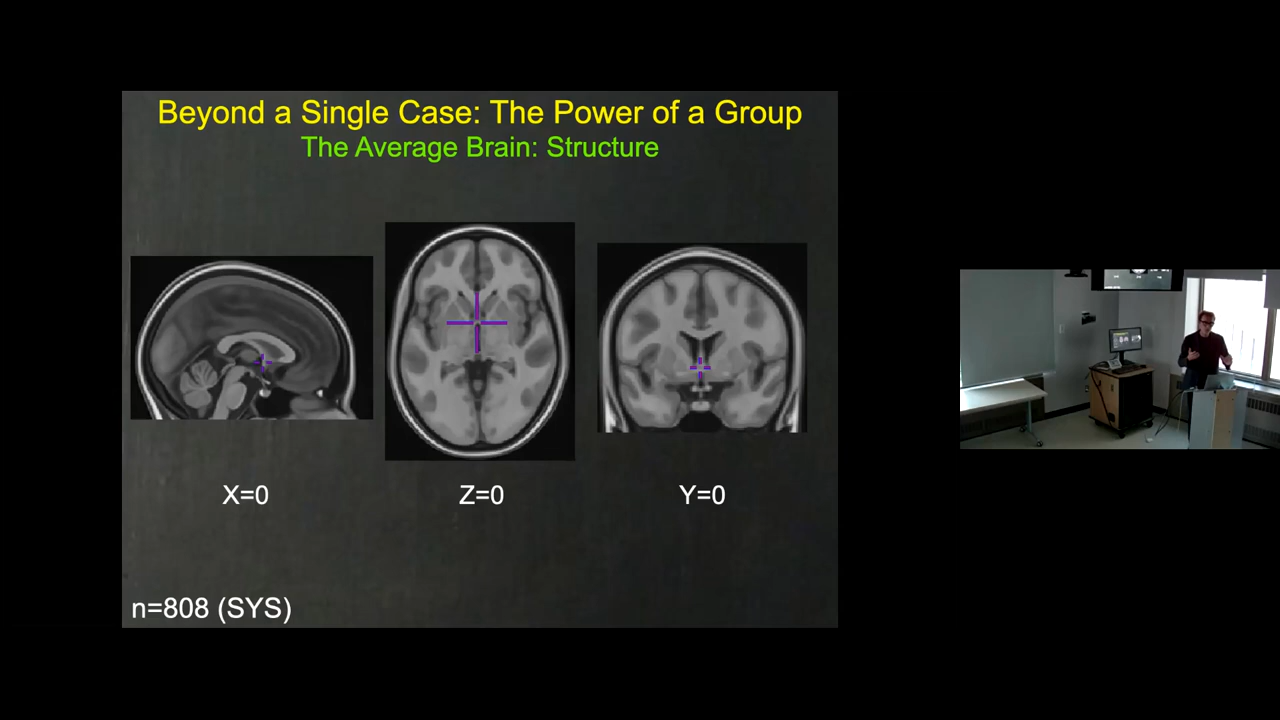 Beyond a Single Case: The Power of a Group
The Average Brain: Structure
X=0
Z=0
Y=0
n=808 (SYS)